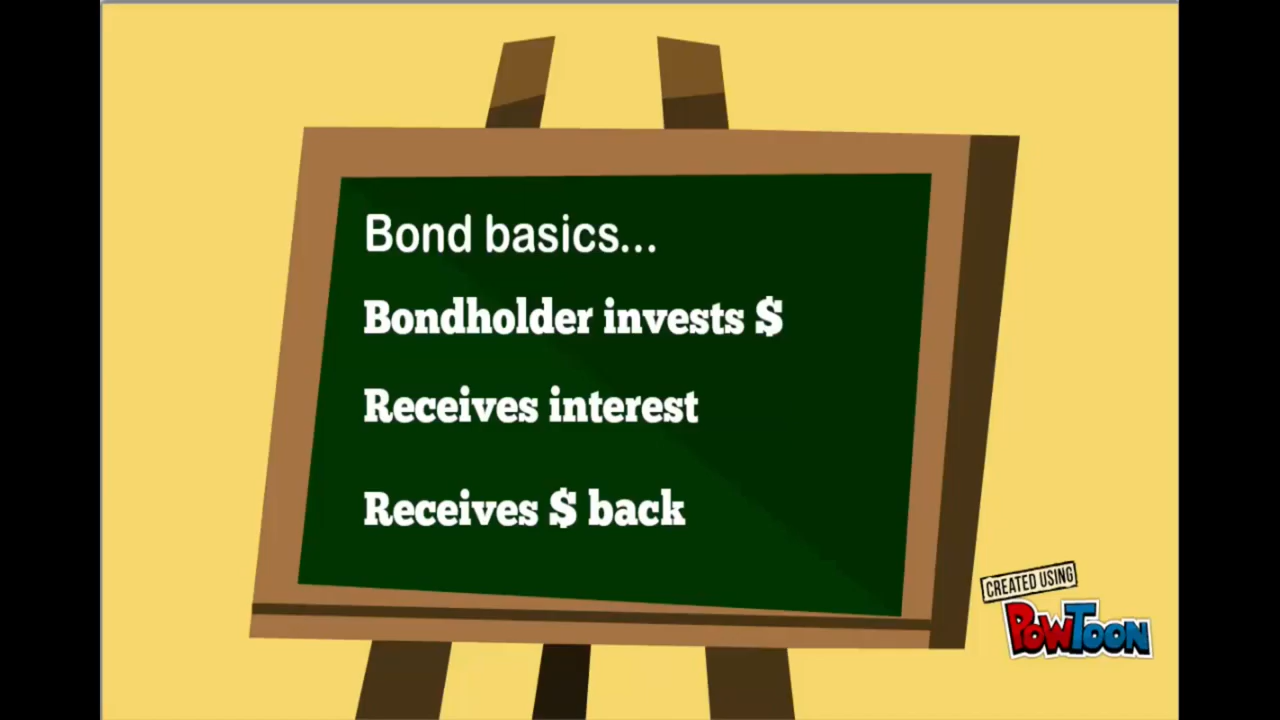 Bond basics...
Bondholder invests $
Receives interest
Receives $ back
CREATED USING
POWTOON